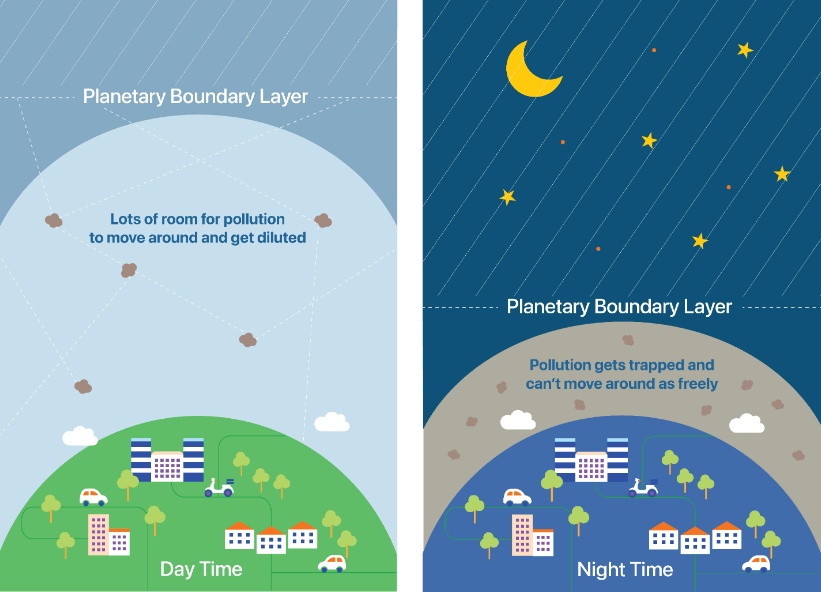 Planetary Boundary Layer
Lots of room for pollution
to move around and get diluted
Day Time
Planetary Boundary Layer
Pollution gets trapped and
can't move around as freely
Night Time